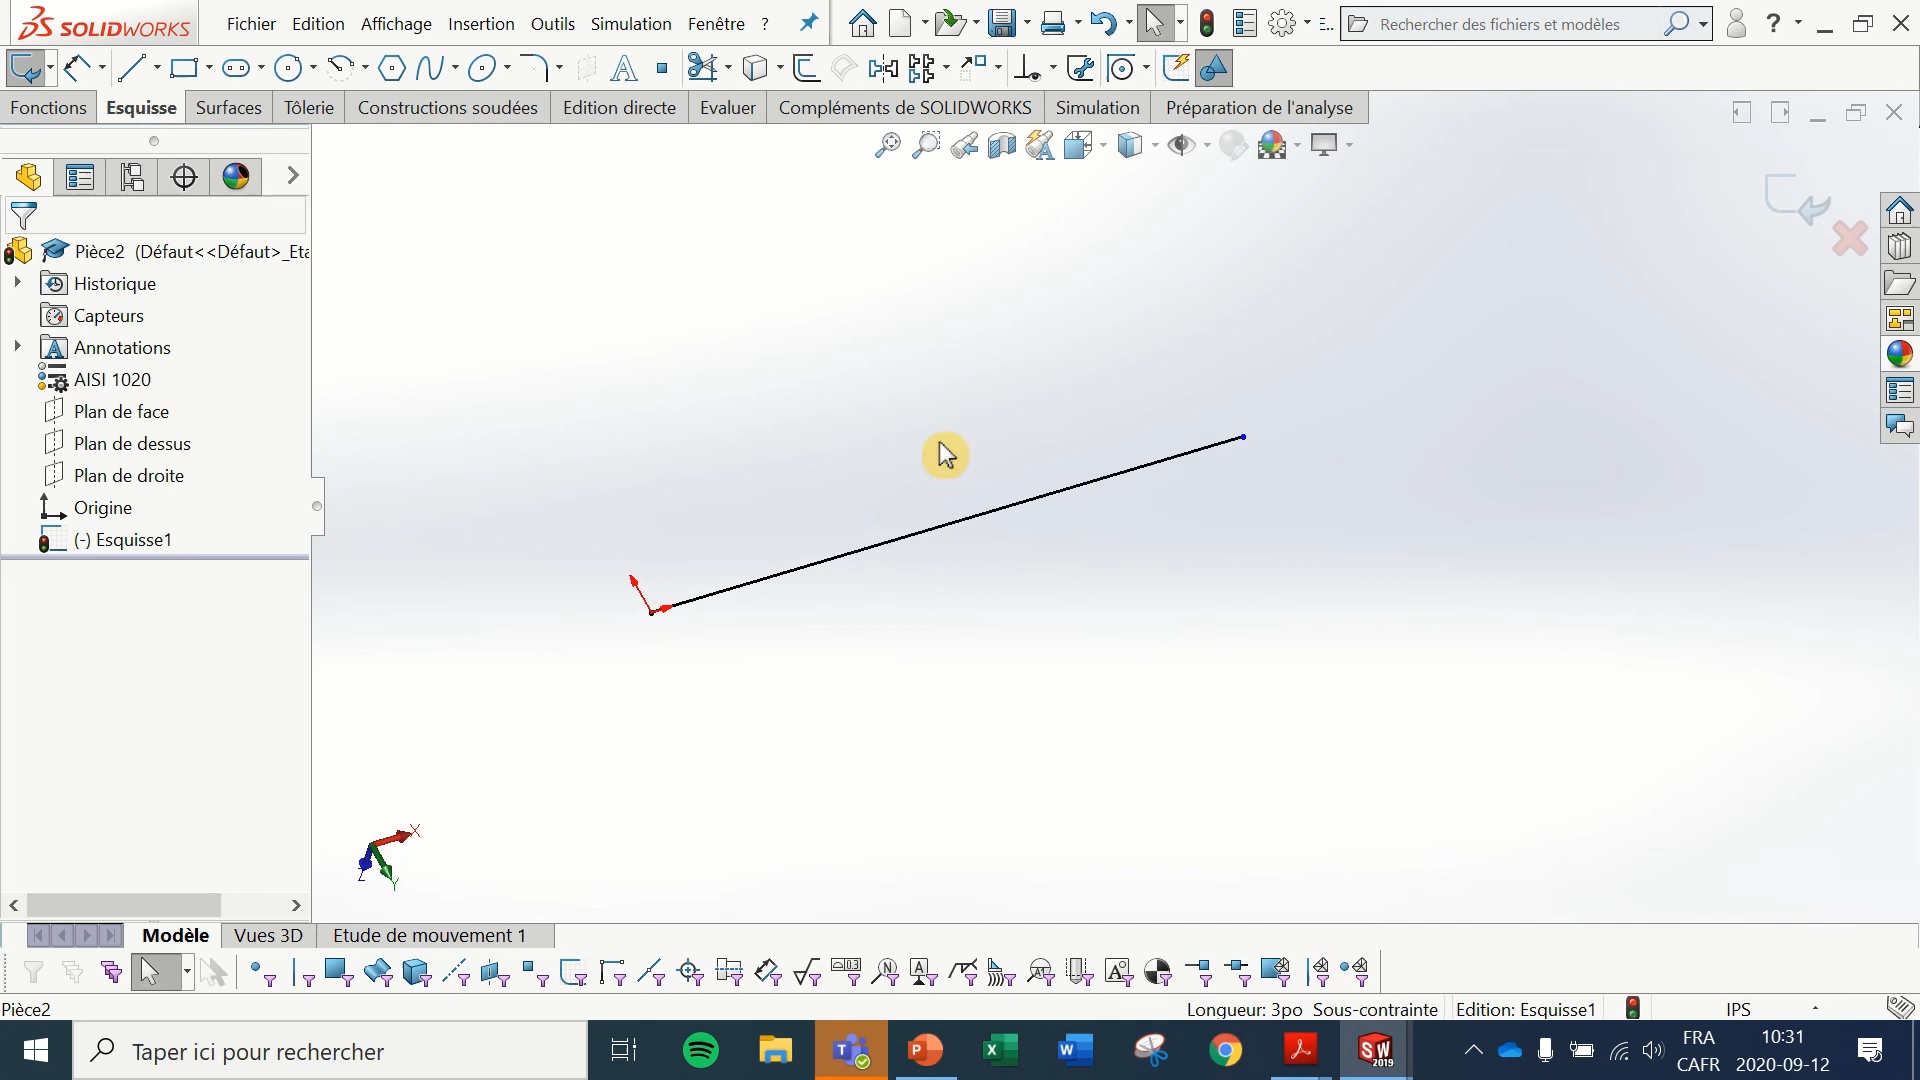 SOLIDWORKS
Fichier Edition Affichage Insertion Outils Simulation Fenêtre ?
Rechercher des fichiers et modèles
Fonctions Esquisse Surfaces Tôlerie Constructions soudées Edition directe Evaluer Compléments de SOLIDWORKS Simulation Préparation de l'analyse
Pièce2 (Défaut<<Défaut>_Eta
Historique
Capteurs
Annotations
AISI 1020
Plan de face
Plan de dessus
Plan de droite
Origine
(-) Esquisse1
X
Z
Y
Modèle Vues 3D Etude de mouvement 1
Pièce2
Longueur: 3po Sous-contrainte Edition: Esquisse1 IPS
Taper ici pour rechercher
SW
2019
FRA
CAFR
10:31
2020-09-12